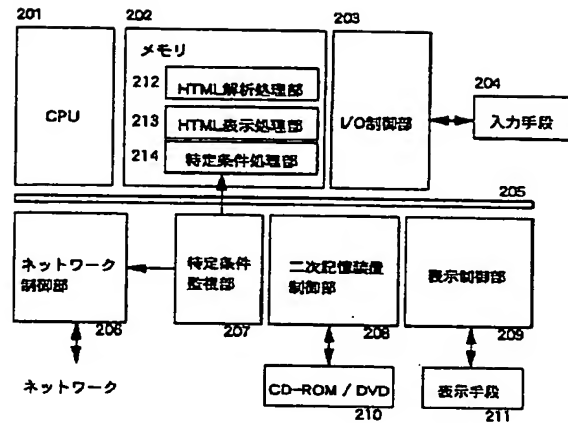 201
202
203
CPU
メモリ
212
HTML解析処理部
213
HTML表示処理部
214
特定条件処理部
I/O制御部
204
入力手段
205
ネットワーク
制御部
206
特定条件
監視部
207
二次記憶装置
制御部
208
表示制御部
209
ネットワーク
CD-ROM / DVD
210
表示手段
211